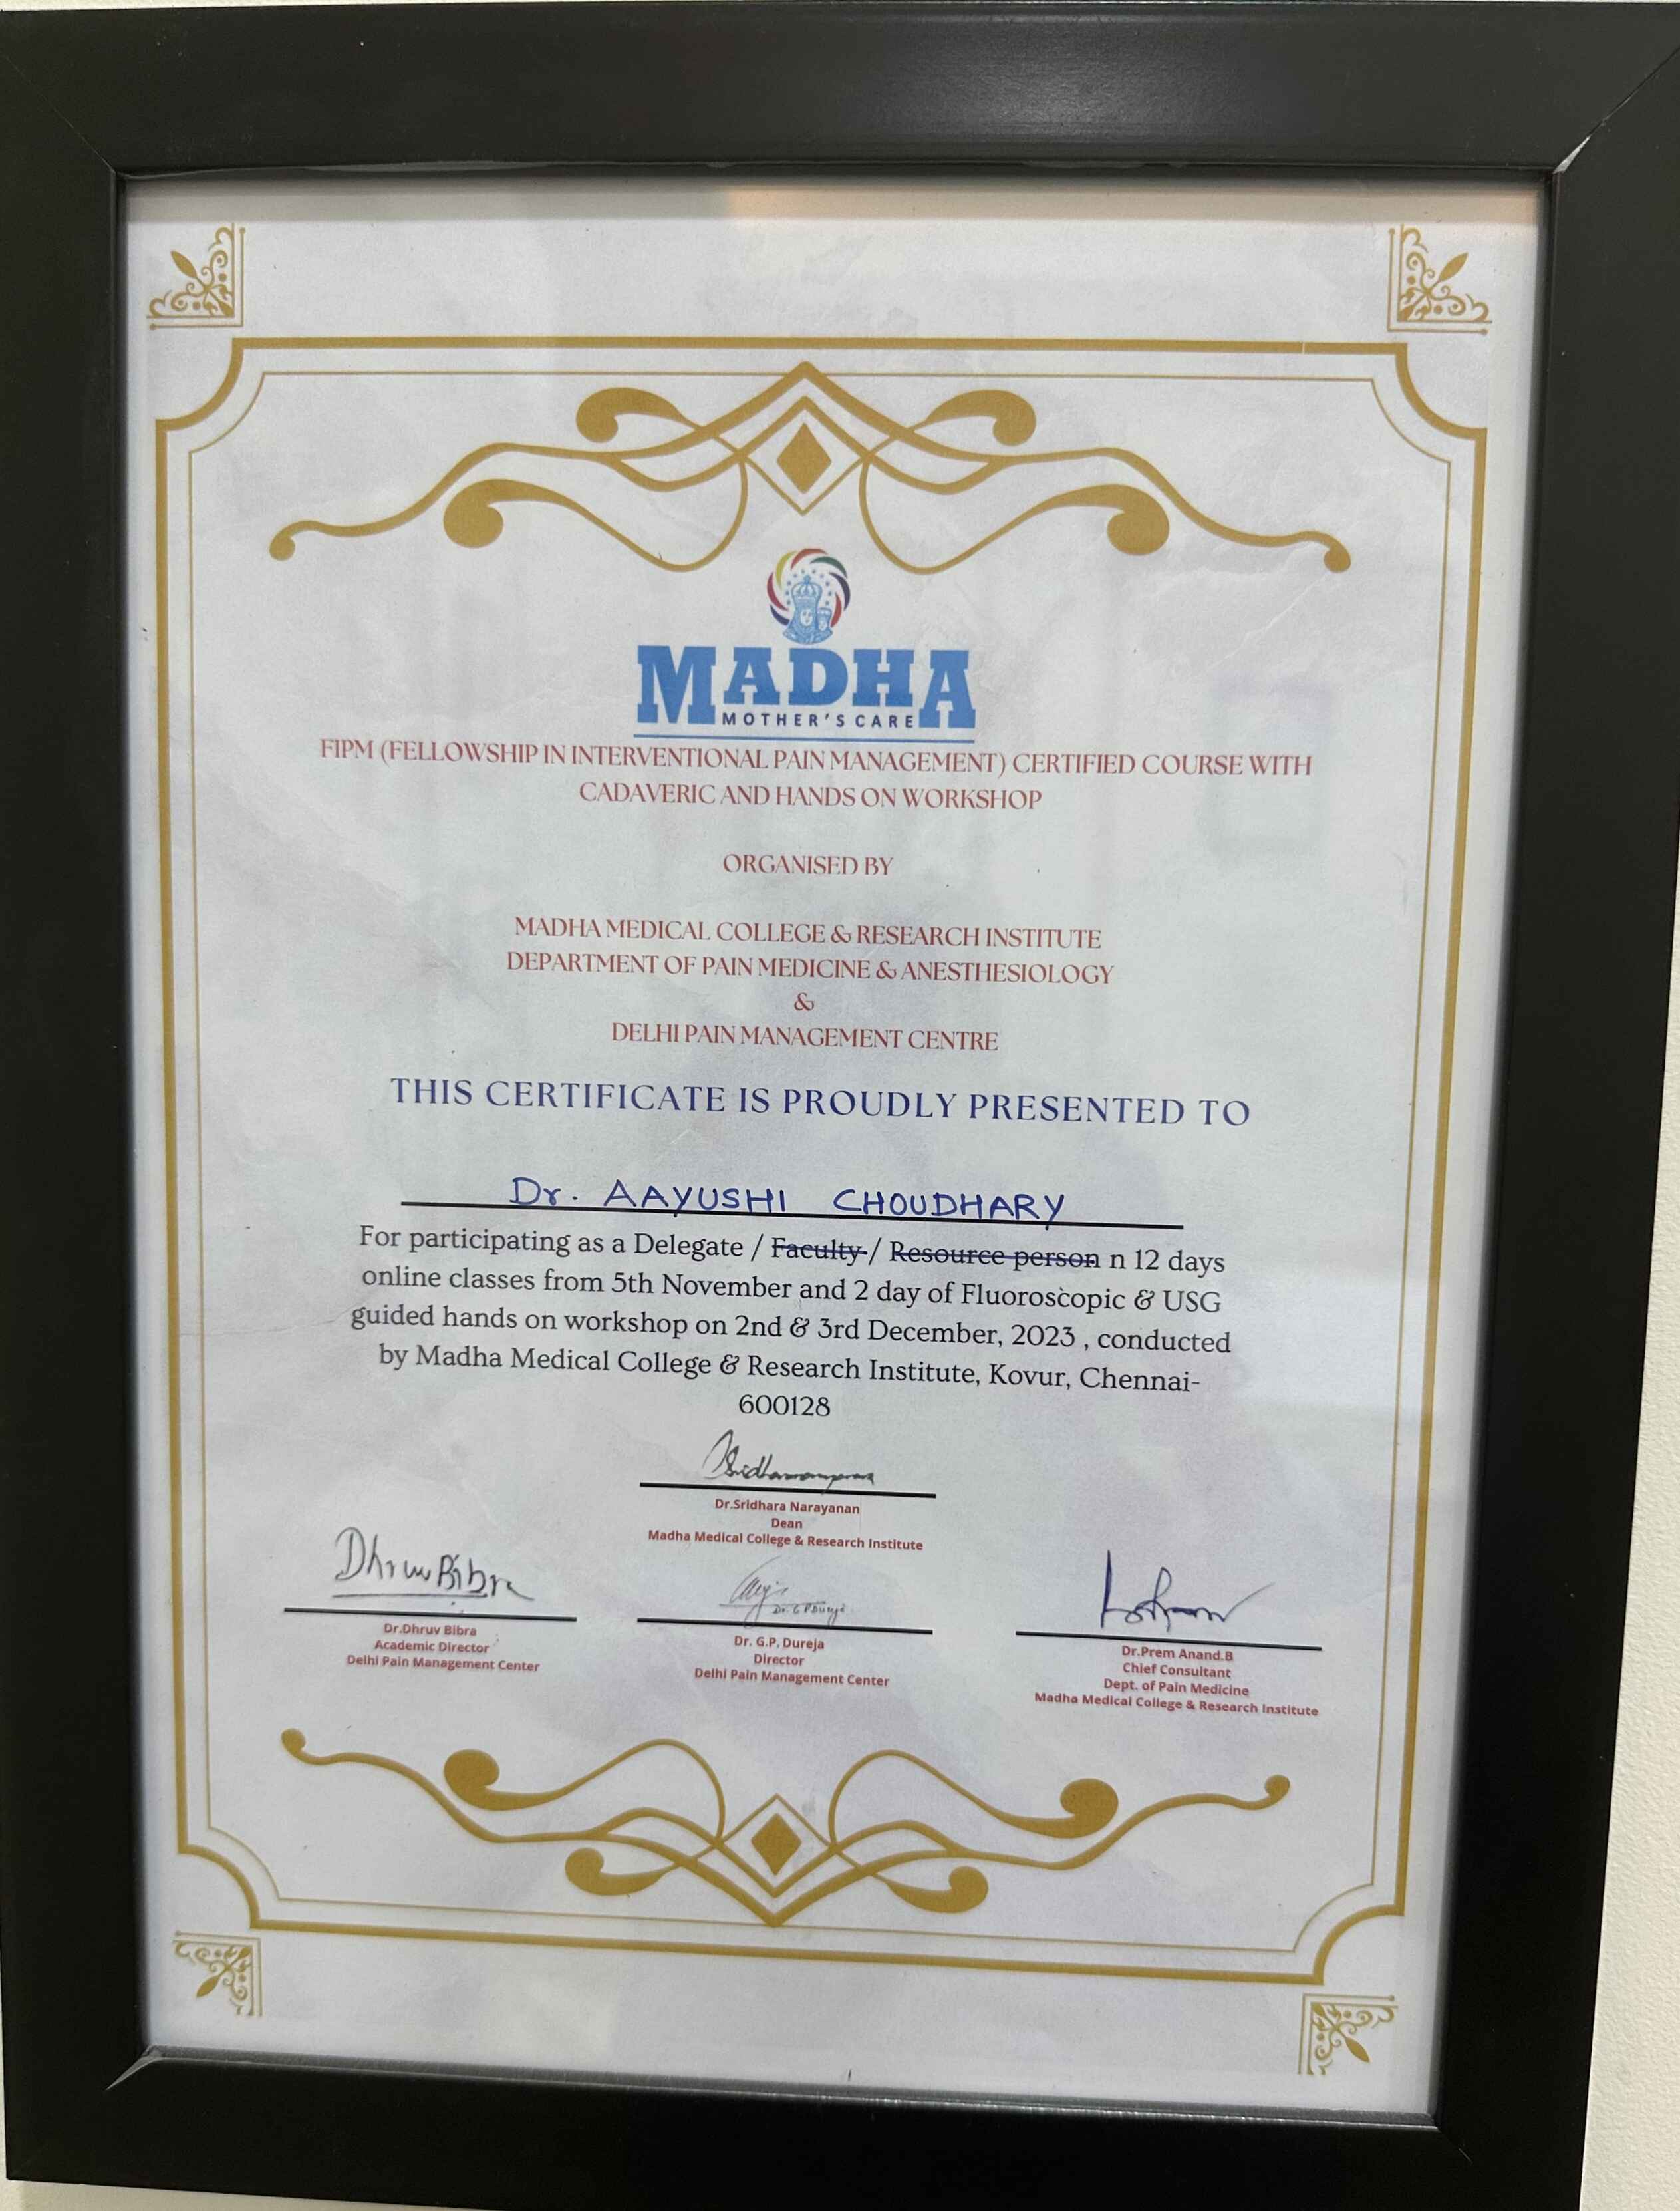 MADHA
MOTHER'S CARE
FIPM (FELLOWSHIP IN INTERVENTIONAL PAIN MANAGEMENT) CERTIFIED COURSE WITH
CADAVERIC AND HANDS ON WORKSHOP
ORGANISED BY
MADHA MEDICAL COLLEGE & RESEARCH INSTITUTE
DEPARTMENT OF PAIN MEDICINE & ANESTHESIOLOGY
&
DELHI PAIN MANAGEMENT CENTRE
THIS CERTIFICATE IS PROUDLY PRESENTED TO
Dr. AAYUSHI CHOUDHARY
For participating as a Delegate / Faculty / Resource person n 12 days
online classes from 5th November and 2 day of Fluoroscopic & USG
guided hands on workshop on 2nd & 3rd December, 2023 , conducted
by Madha Medical College & Research Institute, Kovur, Chennai-
600128
Dr.Sridhara Narayanan
Dean
Madha Medical College & Research Institute
Dhruv Bibra
Dr.Dhruv Bibra
Academic Director
Delhi Pain Management Center
Dr. G.P. Dureja
Director
Delhi Pain Management Center
Dr.Prem Anand.B
Chief Consultant
Dept. of Pain Medicine
Madha Medical College & Research Institute